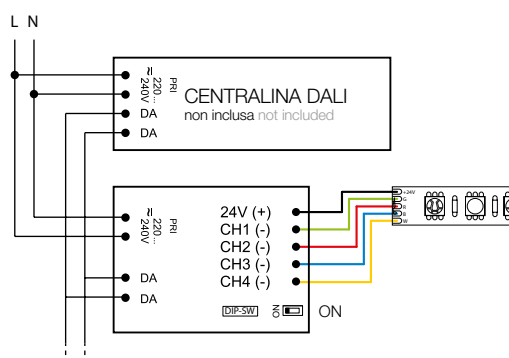 L N
≂ 220... 240V
PRI
DA
DA
CENTRALINA DALI
non inclusa not included
≂ 220... 240V
PRI
DA
DA
24V (+)
CH1 (-)
CH2 (-)
CH3 (-)
CH4 (-)
DIP-SW
ON
ON
+24V
G
R
B
W